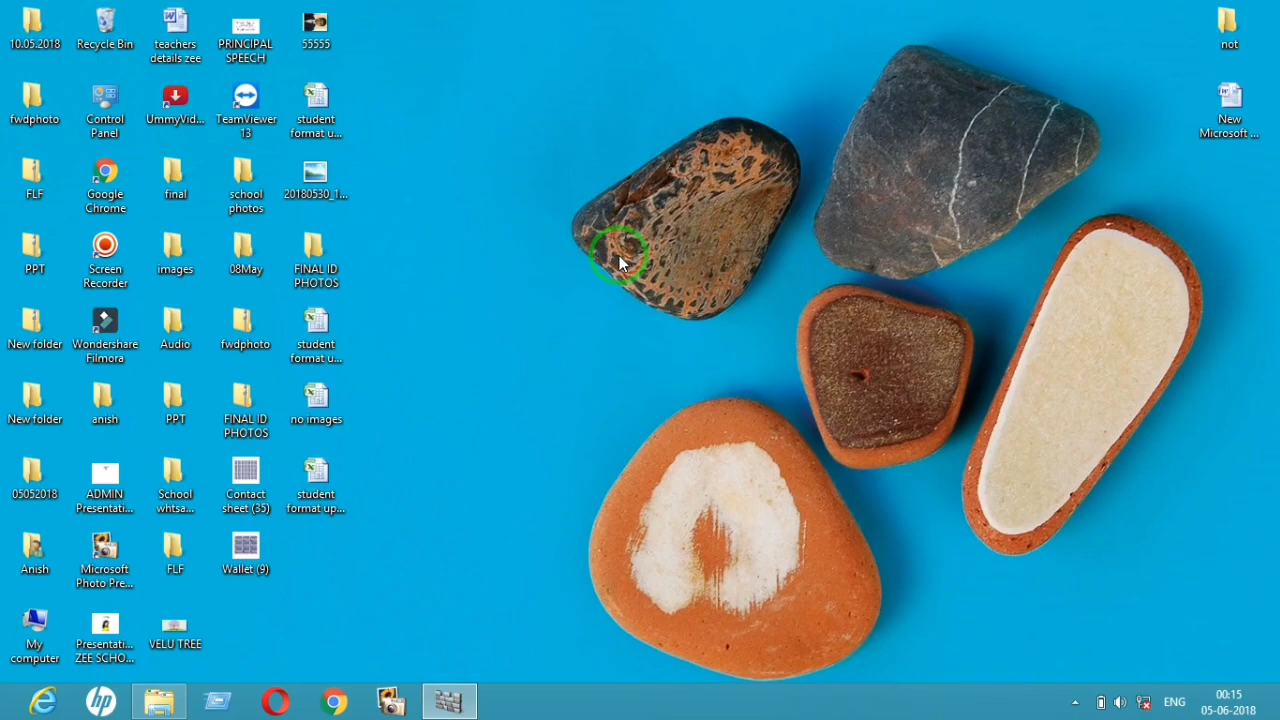 10.05.2018
Recycle Bin
teachers
details zee
PRINCIPAL
SPEECH
55555
not
fwdphoto
Control
Panel
UmmyVid...
TeamViewer
13
student
format u...
New
Microsoft ...
FLF
Google
Chrome
final
school
photos
20180530_1...
PPT
Screen
Recorder
images
08May
FINAL ID
PHOTOS
New folder
Wondershare
Filmora
Audio
fwdphoto
student
format u...
New folder
anish
PPT
FINAL ID
PHOTOS
no images
05052018
ADMIN
Presentati...
School
whtsa...
Contact
sheet (35)
student
format up...
Anish
Microsoft
Photo Pre...
FLF
Wallet (9)
My
computer
Presentati...
ZEE SCHO...
VELU TREE
ENG
00:15
05-06-2018